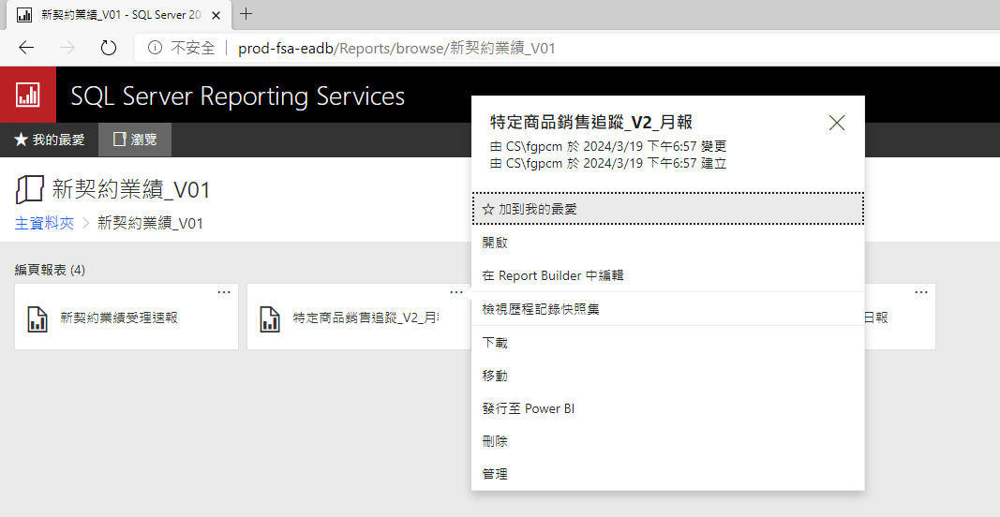 新契約業績_V01 - SQL Server 20
不安全 | prod-fsa-eadb/Reports/browse/新契約業績_V01
SQL Server Reporting Services
★ 我的最愛 瀏覽
新契約業績_V01
主資料夾 > 新契約業績_V01
編頁報表 (4)
新契約業績受理速報
特定商品銷售追蹤_V2_月
日報
特定商品銷售追蹤_V2_月報
由 CS\fgpcm 於 2024/3/19 下午6:57 變更
由 CS\fgpcm 於 2024/3/19 下午6:57 建立
☆ 加到我的最愛
開啟
在 Report Builder 中編輯
檢視歷程記錄快照集
下載
移動
發行至 Power BI
刪除
管理